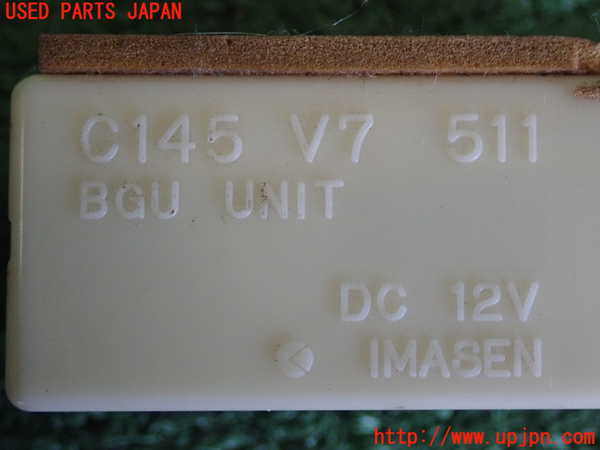 USED PARTS JAPAN
C145 V7 511
BGU UNIT
DC 12V
IMASEN
http://www.upjpn.com